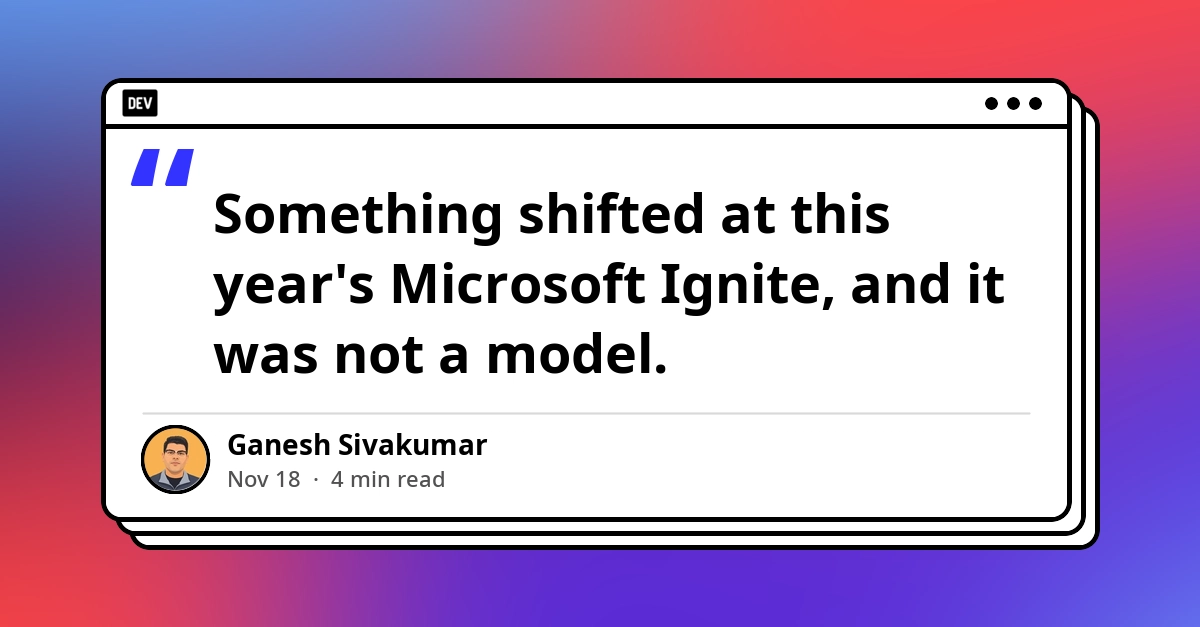 DEV
Something shifted at this
year's Microsoft Ignite, and it
was not a model.
Ganesh Sivakumar
Nov 18 · 4 min read